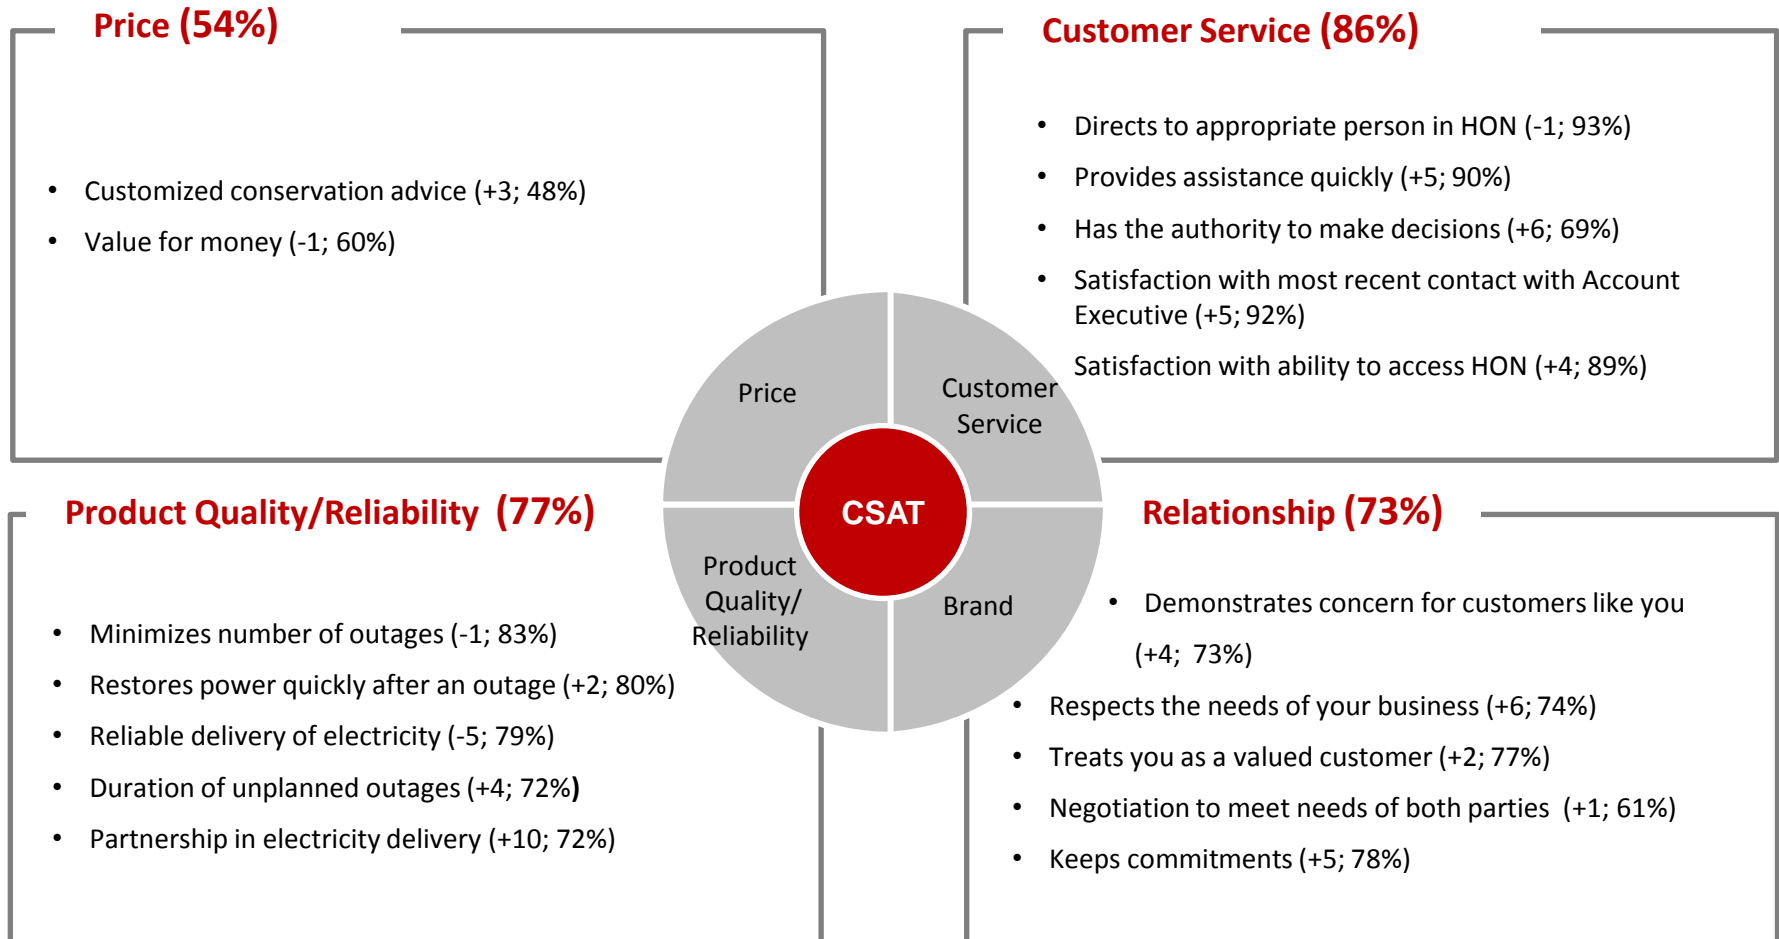 Price (54%)
• Customized conservation advice (+3; 48%)
• Value for money (-1; 60%)
Customer Service (86%)
• Directs to appropriate person in HON (-1; 93%)
• Provides assistance quickly (+5; 90%)
• Has the authority to make decisions (+6; 69%)
• Satisfaction with most recent contact with Account
Executive (+5; 92%)
Satisfaction with ability to access HON (+4; 89%)
Price
Customer
Service
CSAT
Product
Quality/
Reliability
Brand
Product Quality/Reliability (77%)
• Minimizes number of outages (-1; 83%)
• Restores power quickly after an outage (+2; 80%)
• Reliable delivery of electricity (-5; 79%)
• Duration of unplanned outages (+4; 72%)
• Partnership in electricity delivery (+10; 72%)
Relationship (73%)
• Demonstrates concern for customers like you
(+4; 73%)
• Respects the needs of your business (+6; 74%)
• Treats you as a valued customer (+2; 77%)
• Negotiation to meet needs of both parties (+1; 61%)
• Keeps commitments (+5; 78%)